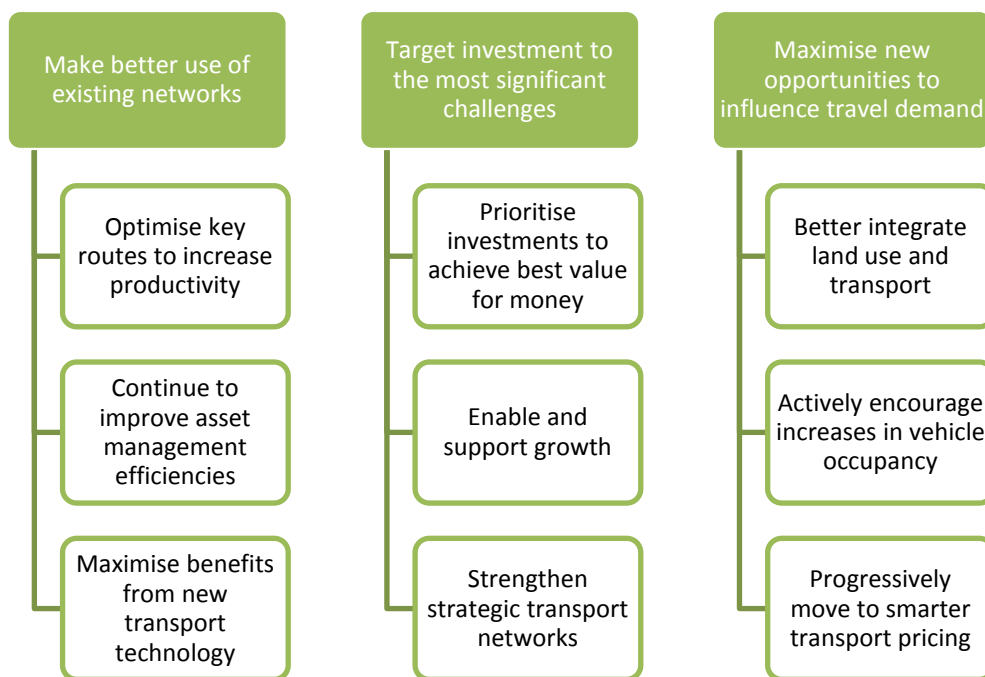 Make better use of
existing networks
Optimise key
routes to increase
productivity
Continue to
improve asset
management
efficiencies
Maximise benefits
from new
transport
technology
Target investment to
the most significant
challenges
Prioritise
investments to
achieve best value
for money
Enable and
support growth
Strengthen
strategic transport
networks
Maximise new
opportunities to
influence travel demand
Better integrate
land use and
transport
Actively encourage
increases in vehicle
occupancy
Progressively
move to smarter
transport pricing